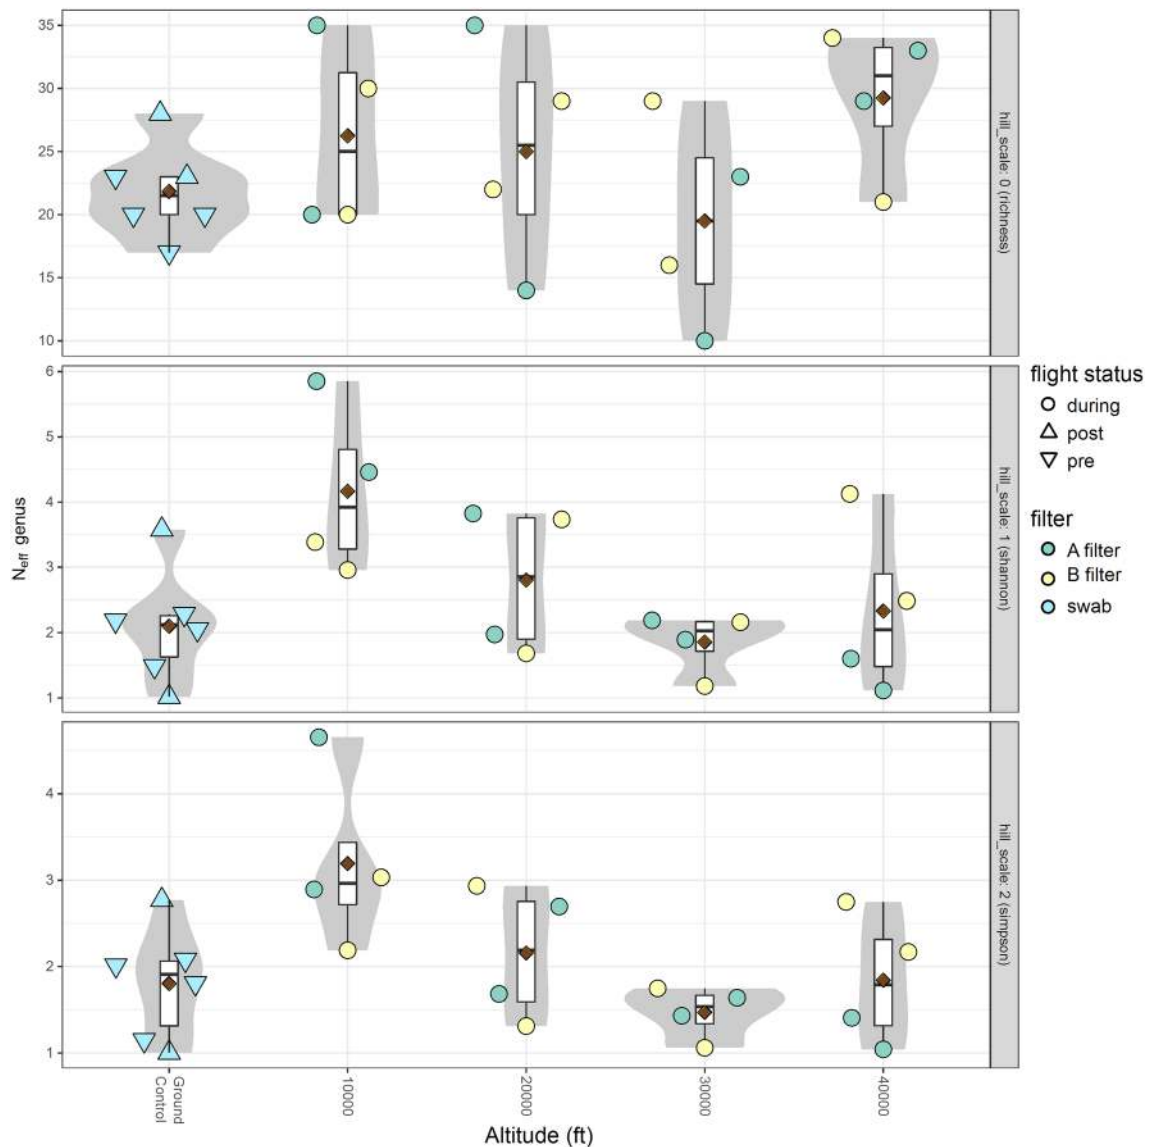 35
30
25
20
15
10
hill_scale: 0 (richness)
6
5
4
3
2
1
hill_scale: 1 (shannon)
4
3
2
1
hill_scale: 2 (simpson)
Neff genus
Ground
Control
10000
20000
30000
40000
Altitude (ft)
flight status
during
post
pre
filter
A filter
B filter
swab